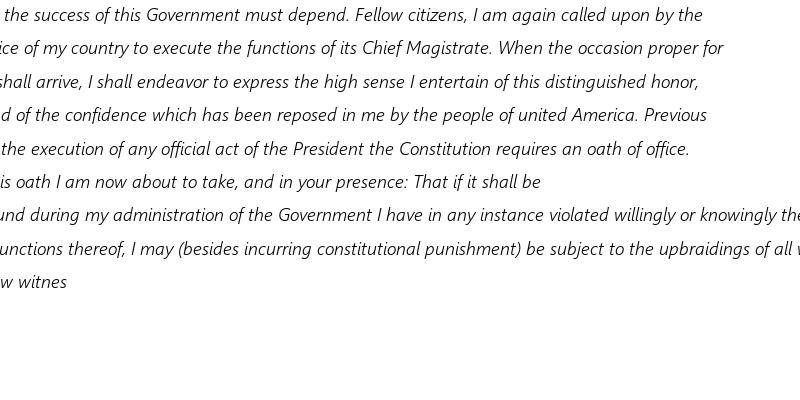 the success of this Government must depend. Fellow citizens, I am again called upon by the
of my country to execute the functions of its Chief Magistrate. When the occasion proper for
shall arrive, I shall endeavor to express the high sense I entertain of this distinguished honor,
of the confidence which has been reposed in me by the people of united America. Previous
the execution of any official act of the President the Constitution requires an oath of office.
oath I am now about to take, and in your presence: That if it shall be
during my administration of the Government I have in any instance violated willingly or knowingly
thereof, I may (besides incurring constitutional punishment) be subject to the upbraidings of all
witnes